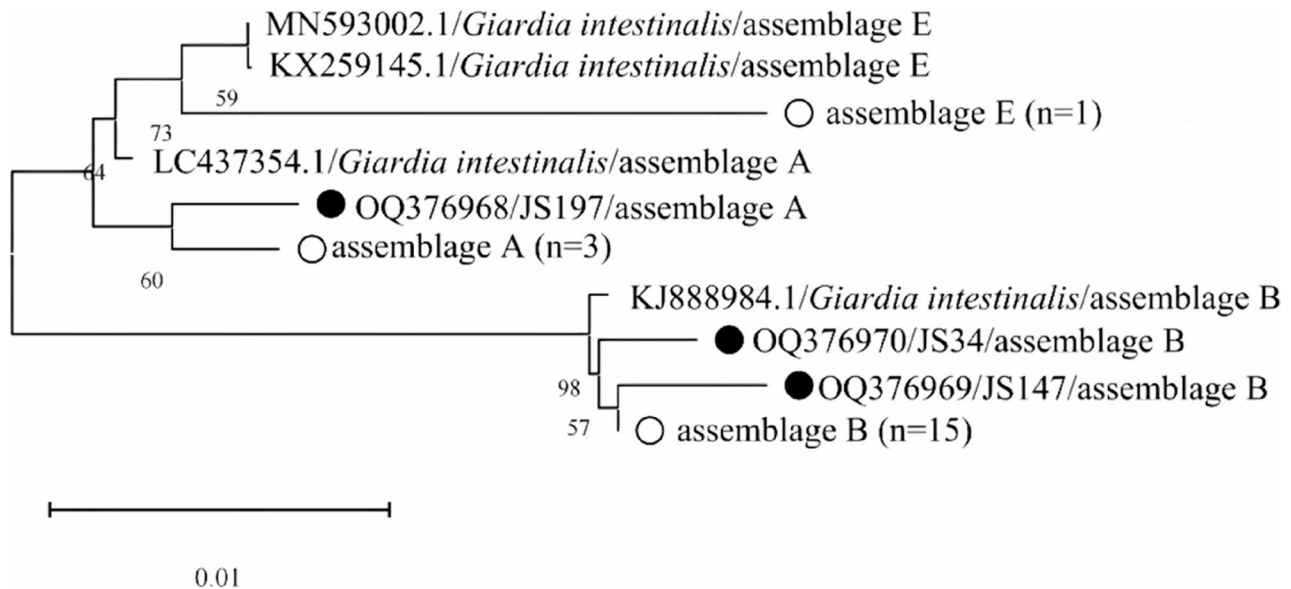 MN593002.1/Giardia intestinalis/assemblage E
KX259145.1/Giardia intestinalis/assemblage E
59
assemblage E (n=1)
73
LC437354.1/Giardia intestinalis/assemblage A
64
OQ376968/JS197/assemblage A
assemblage A (n=3)
60
KJ888984.1/Giardia intestinalis/assemblage B
OQ376970/JS34/assemblage B
98
OQ376969/JS147/assemblage B
57
assemblage B (n=15)
0.01